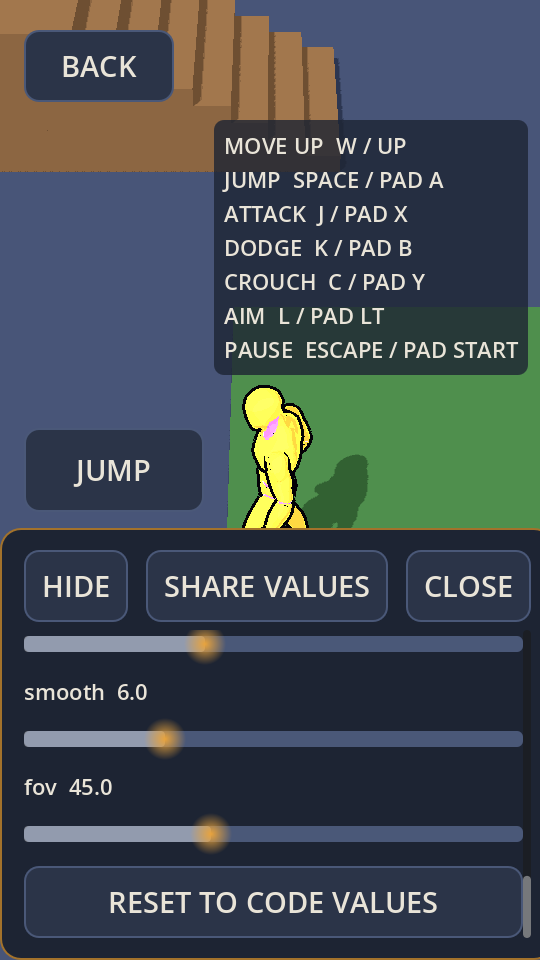 BACK
MOVE UP  W / UP
JUMP  SPACE / PAD A
ATTACK  J / PAD X
DODGE  K / PAD B
CROUCH  C / PAD Y
AIM  L / PAD LT
PAUSE  ESCAPE / PAD START
JUMP
HIDE
SHARE VALUES
CLOSE
smooth  6.0
fov  45.0
RESET TO CODE VALUES